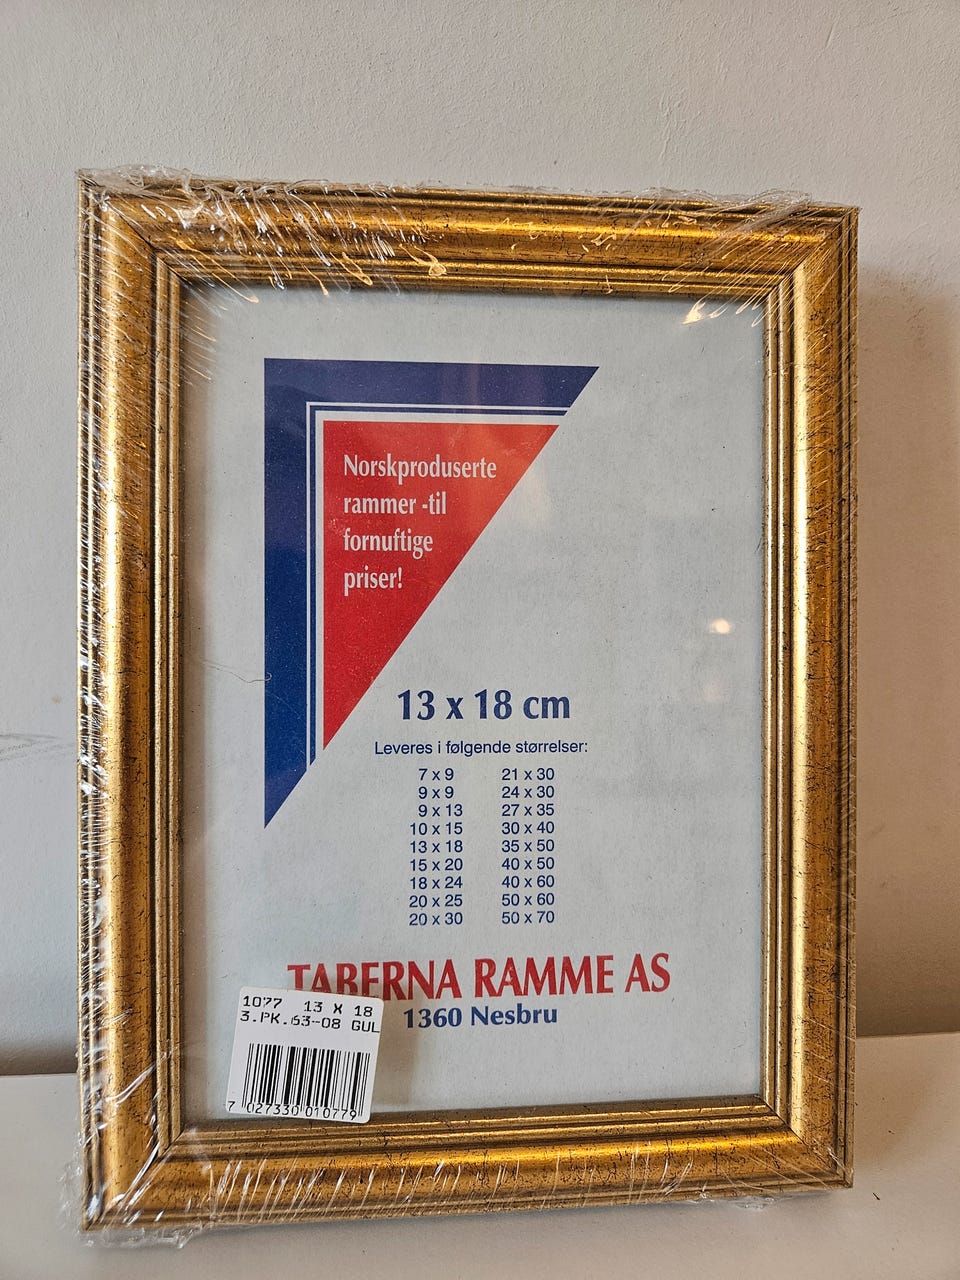 Norskproduserte
rammer -til
fornuftige
priser!
13 x 18 cm
Leveres i følgende størrelser:
7 x 9 21 x 30
9 x 9 24 x 30
9 x 13 27 x 35
10 x 15 30 x 40
13 x 18 35 x 50
15 x 20 40 x 50
18 x 24 40 x 60
20 x 25 50 x 60
20 x 30 50 x 70
TABERNA RAMME AS
1360 Nesbru
1077 13 X 18
3.PK.63-08 GUL
7 027330 010779